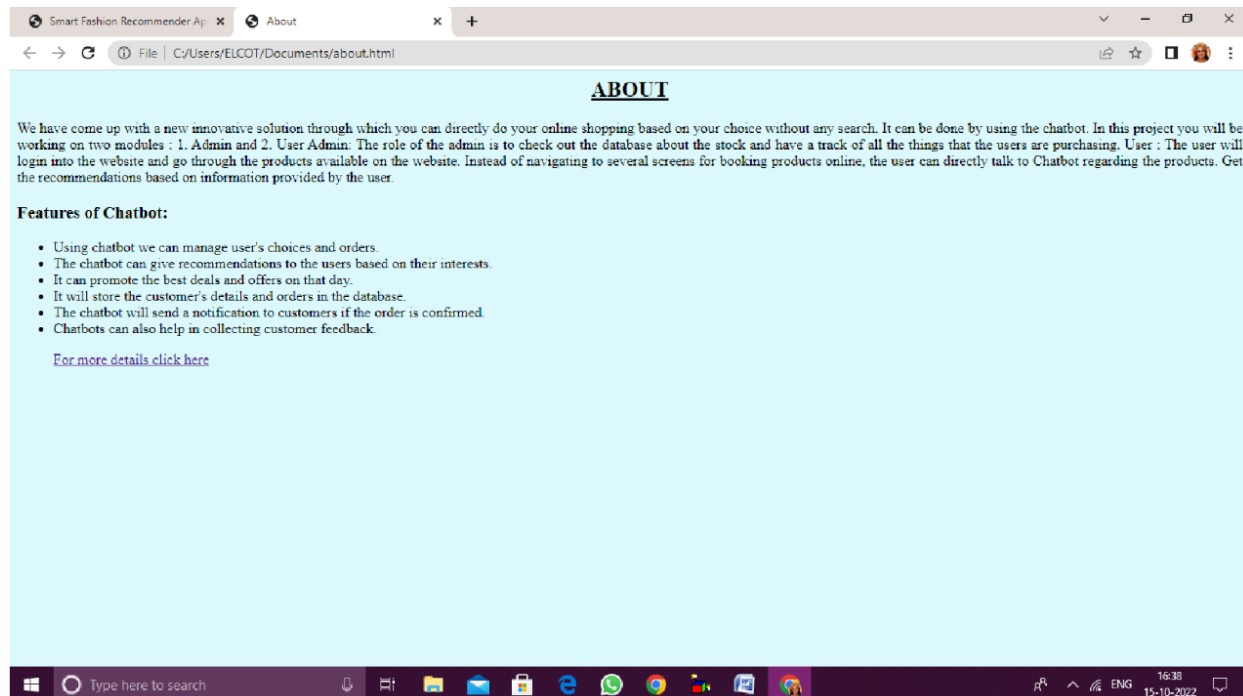 Smart Fashion Recommender Ap
About
File | C:/Users/ELCOT/Documents/about.html
ABOUT
We have come up with a new innovative solution through which you can directly do your online shopping based on your choice without any search. It can be done by using the chatbot. In this project you will be
working on two modules : 1. Admin and 2. User Admin: The role of the admin is to check out the database about the stock and have a track of all the things that the users are purchasing. User : The user will
login into the website and go through the products available on the website. Instead of navigating to several screens for booking products online, the user can directly talk to Chatbot regarding the products. Get
the recommendations based on information provided by the user.
Features of Chatbot:
• Using chatbot we can manage user's choices and orders.
• The chatbot can give recommendations to the users based on their interests.
• It can promote the best deals and offers on that day.
• It will store the customer's details and orders in the database.
• The chatbot will send a notification to customers if the order is confirmed.
• Chatbots can also help in collecting customer feedback.
For more details click here
Type here to search
ENG
16:38
15-10-2022